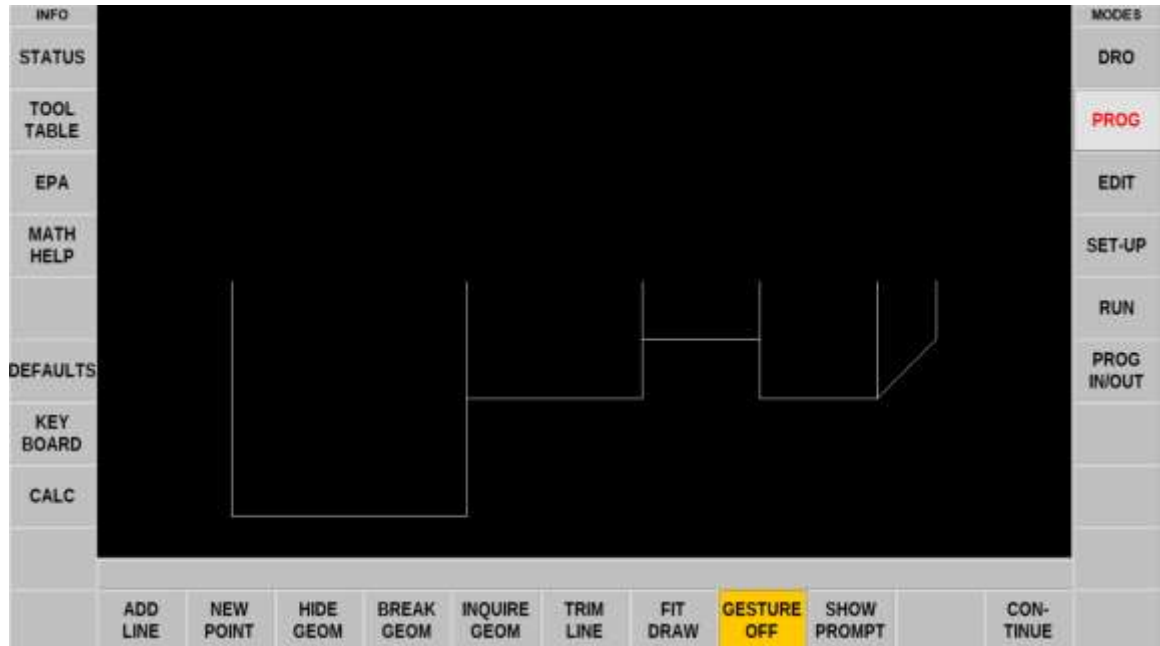 INFO
STATUS
TOOL
TABLE
EPA
MATH
HELP
DEFAULTS
KEY
BOARD
CALC
MODES
DRO
PROG
EDIT
SET-UP
RUN
PROG
IN/OUT
ADD
LINE
NEW
POINT
HIDE
GEOM
BREAK
GEOM
INQUIRE
GEOM
TRIM
LINE
FIT
DRAW
GESTURE
OFF
SHOW
PROMPT
CON-
TINUE